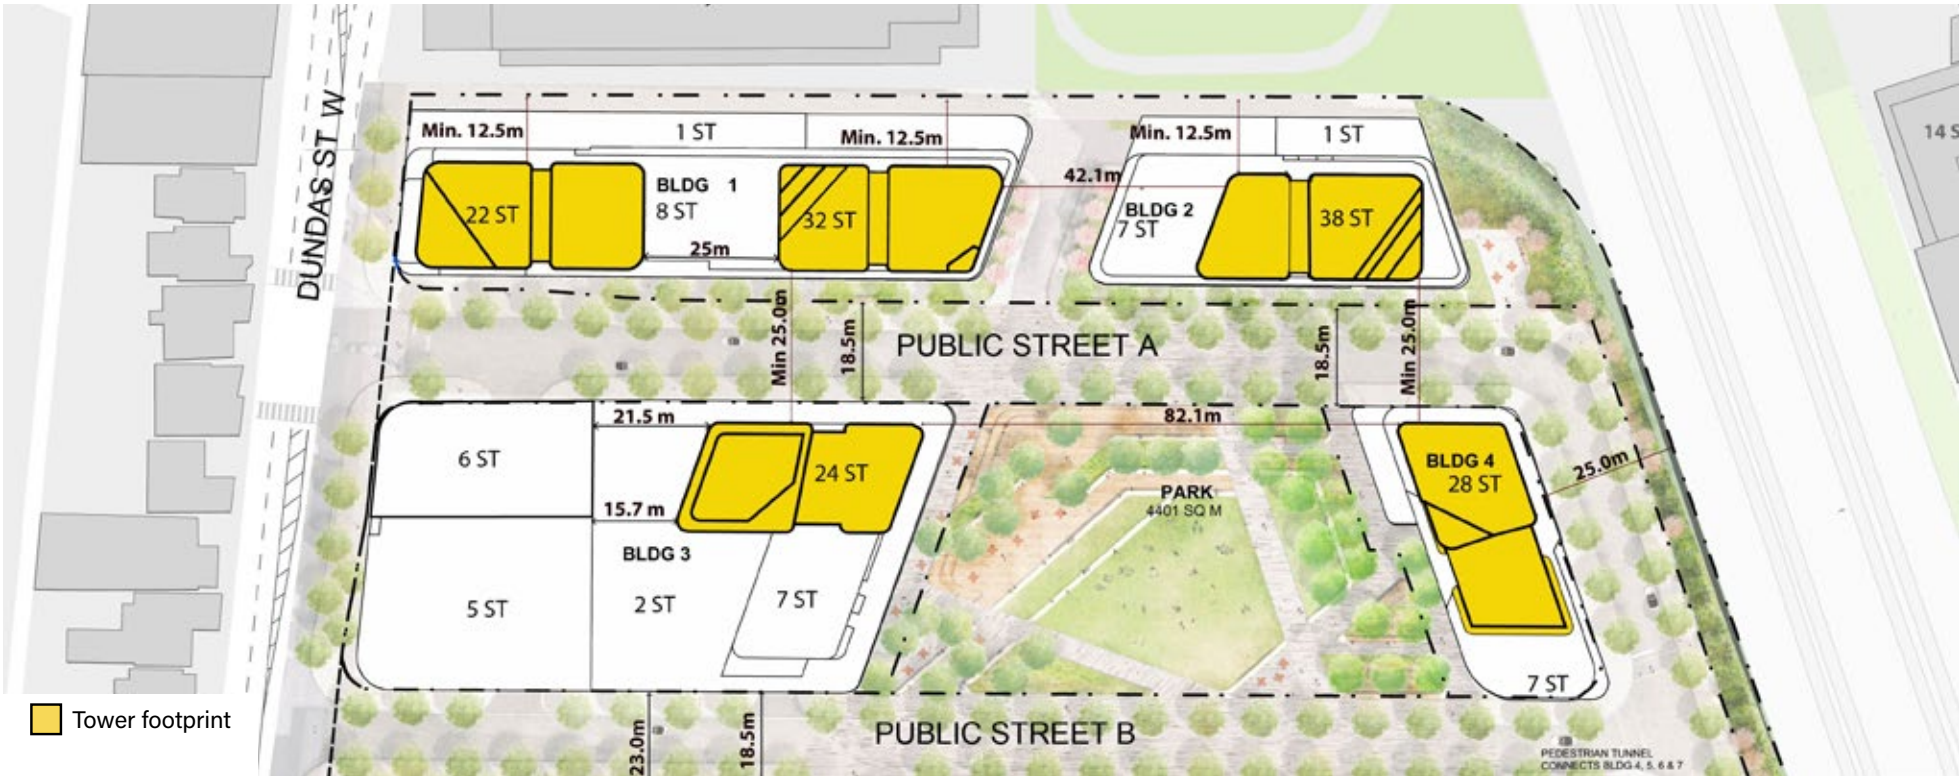 DUNDAS ST W
Min. 12.5m
1 ST
Min. 12.5m
Min. 12.5m
1 ST
14 S
42.1m
22 ST
BLDG 1
8 ST
32 ST
25m
BLDG 2
7 ST
38 ST
Min 25.0m
18.5m
PUBLIC STREET A
18.5m
Min 25.0m
21.5 m
82.1m
6 ST
24 ST
BLDG 4
28 ST
25.0m
PARK
4401 SQ M
15.7 m
BLDG 3
5 ST
2 ST
7 ST
7 ST
Tower footprint
23.0m
18.5m
PUBLIC STREET B
PEDESTRIAN TUNNEL
CONNECTS BLDG 4, 5, 6 & 7